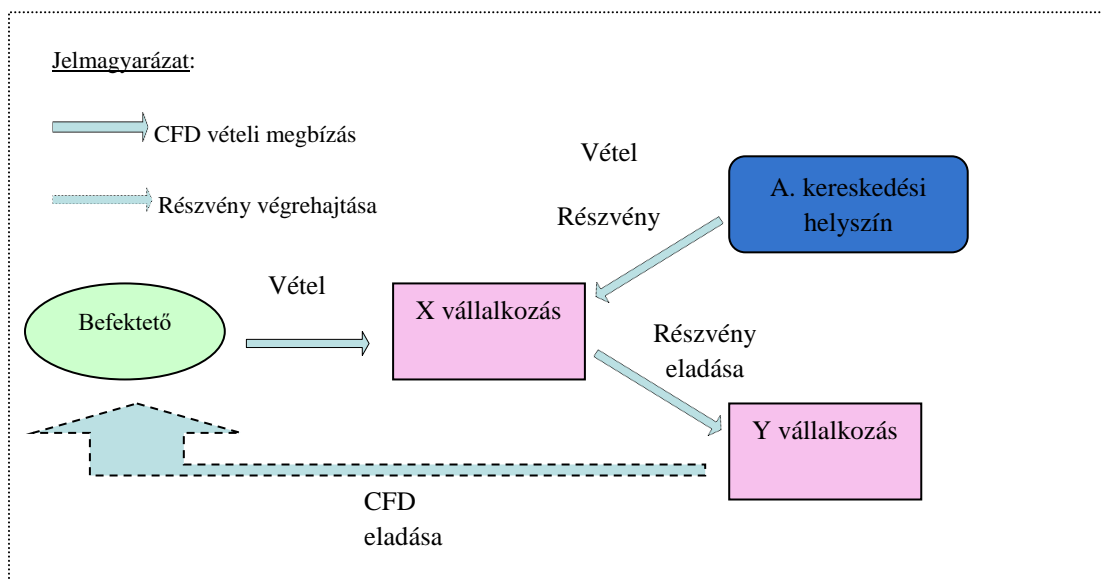 Jelmagyarázat:
CFD vételi megbízás
Részvény végrehajtása
Vétel
Részvény
A. kereskedési
helyszín
Vétel
Befektető
X vállalkozás
Részvény
eladása
Y vállalkozás
CFD
eladása